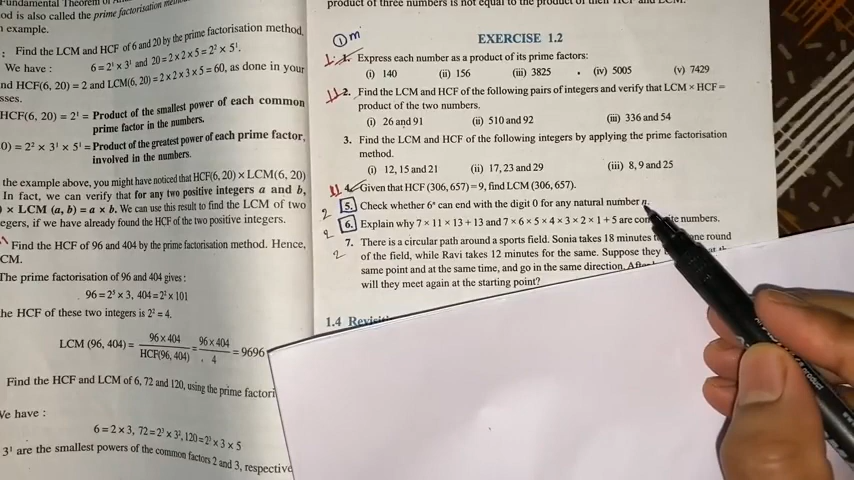 Fundamental Theorem of
od is also called the prime factorisation
example.
Find the LCM and HCF of 6 and 20 by the prime factorisation method.
We have : 6 = 2¹ × 3¹ and 20 = 2 × 2 × 5 = 2² × 5¹.
nd HCF(6, 20) = 2 and LCM(6, 20) = 2 × 2 × 3 × 5 = 60, as done in your
sses.
HCF(6, 20) = 2¹ = Product of the smallest power of each common
prime factor in the numbers.
0) = 2² × 3¹ × 5¹ = Product of the greatest power of each prime factor,
involved in the numbers.
the example above, you might have noticed that HCF(6, 20) × LCM(6, 20)
In fact, we can verify that for any two positive integers a and b,
) × LCM (a, b) = a × b. We can use this result to find the LCM of two
egers, if we have already found the HCF of the two positive integers.
Find the HCF of 96 and 404 by the prime factorisation method. Hence,
CM.
The prime factorisation of 96 and 404 gives :
96 = 2⁵ × 3, 404 = 2² × 101
he HCF of these two integers is 2² = 4.
LCM (96, 404) = 96 × 404 / HCF(96, 404) = 96 × 404 / 4 = 9696
Find the HCF and LCM of 6, 72 and 120, using the prime factori
We have :
6 = 2 × 3, 72 = 2³ × 3², 120 = 2³ × 3 × 5
3¹ are the smallest powers of the common factors 2 and 3, respective
product of three numbers is not equal to the product of their HCF and LCM.
① m
EXERCISE 1.2
1. Express each number as a product of its prime factors:
(i) 140 (ii) 156 (iii) 3825 (iv) 5005 (v) 7429
2. Find the LCM and HCF of the following pairs of integers and verify that LCM × HCF =
product of the two numbers.
(i) 26 and 91 (ii) 510 and 92 (iii) 336 and 54
3. Find the LCM and HCF of the following integers by applying the prime factorisation
method.
(i) 12, 15 and 21 (ii) 17, 23 and 29 (iii) 8, 9 and 25
4. Given that HCF (306, 657) = 9, find LCM (306, 657).
2 5. Check whether 6ⁿ can end with the digit 0 for any natural number n.
2 6. Explain why 7 × 11 × 13 + 13 and 7 × 6 × 5 × 4 × 3 × 2 × 1 + 5 are numbers.
2 7. There is a circular path around a sports field. Sonia takes 18 minutes one round
of the field, while Ravi takes 12 minutes for the same. Suppose they
same point and at the same time, and go in the same direction.
will they meet again at the starting point?
1.4